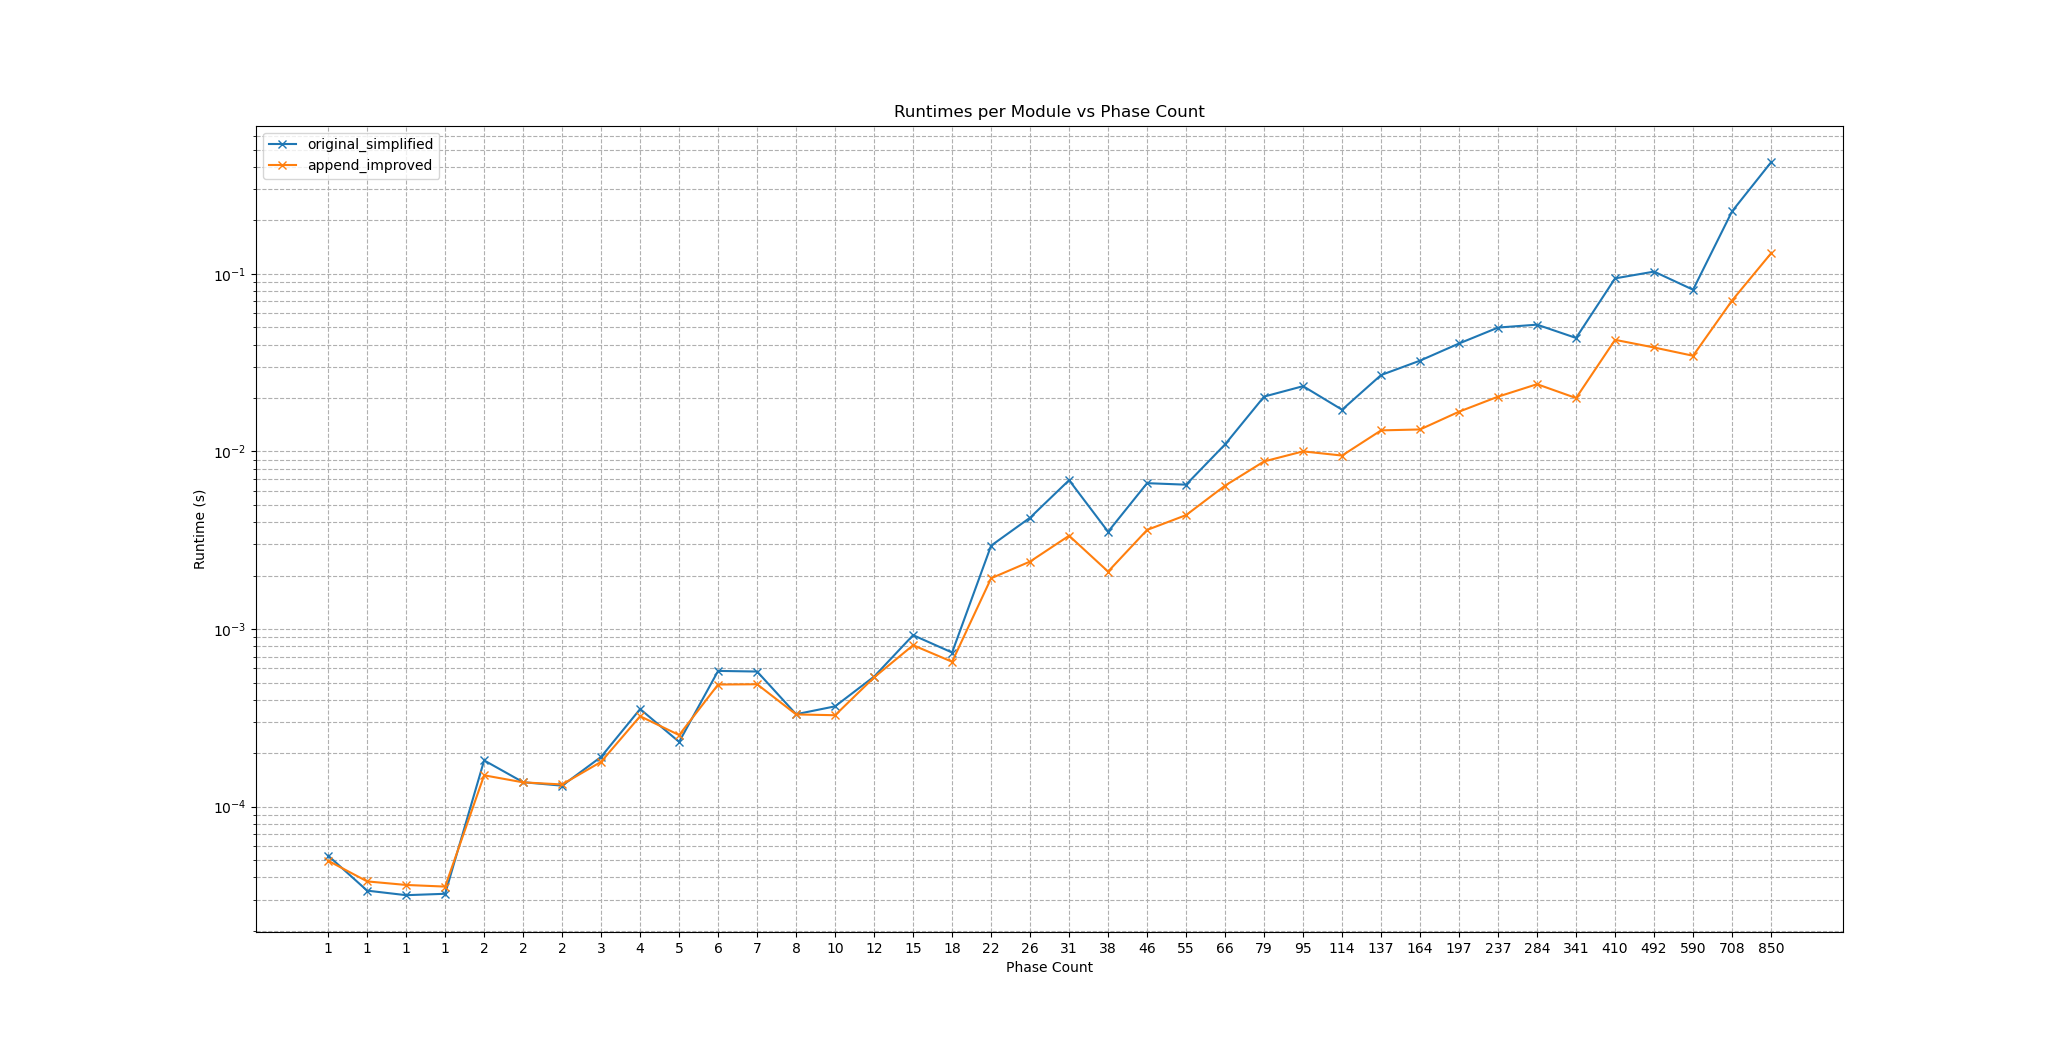 Runtimes per Module vs Phase Count
original_simplified
append_improved
10⁻¹
10⁻²
10⁻³
10⁻⁴
Runtime (s)
1 1 1 1 2 2 2 3 4 5 6 7 8 10 12 15 18 22 26 31 38 46 55 66 79 95 114 137 164 197 237 284 341 410 492 590 708 850
Phase Count